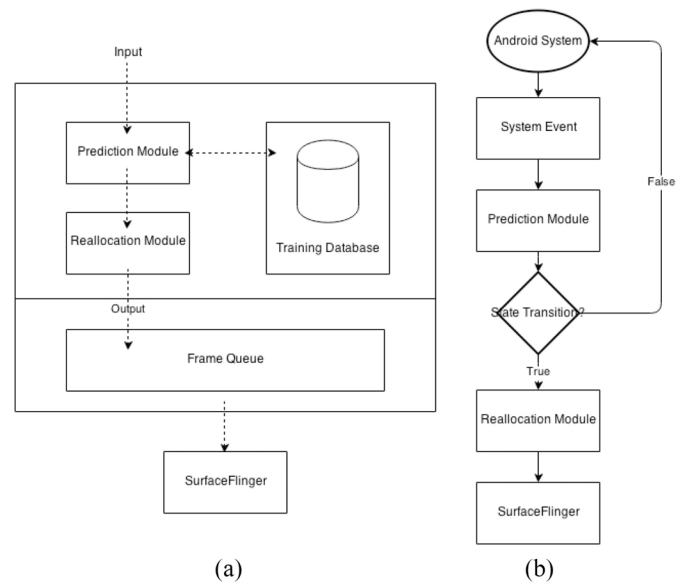 Input
Prediction Module
Reallocation Module
Training Database
Output
Frame Queue
SurfaceFlinger
(a)
Android System
System Event
Prediction Module
State Transition?
False
True
Reallocation Module
SurfaceFlinger
(b)